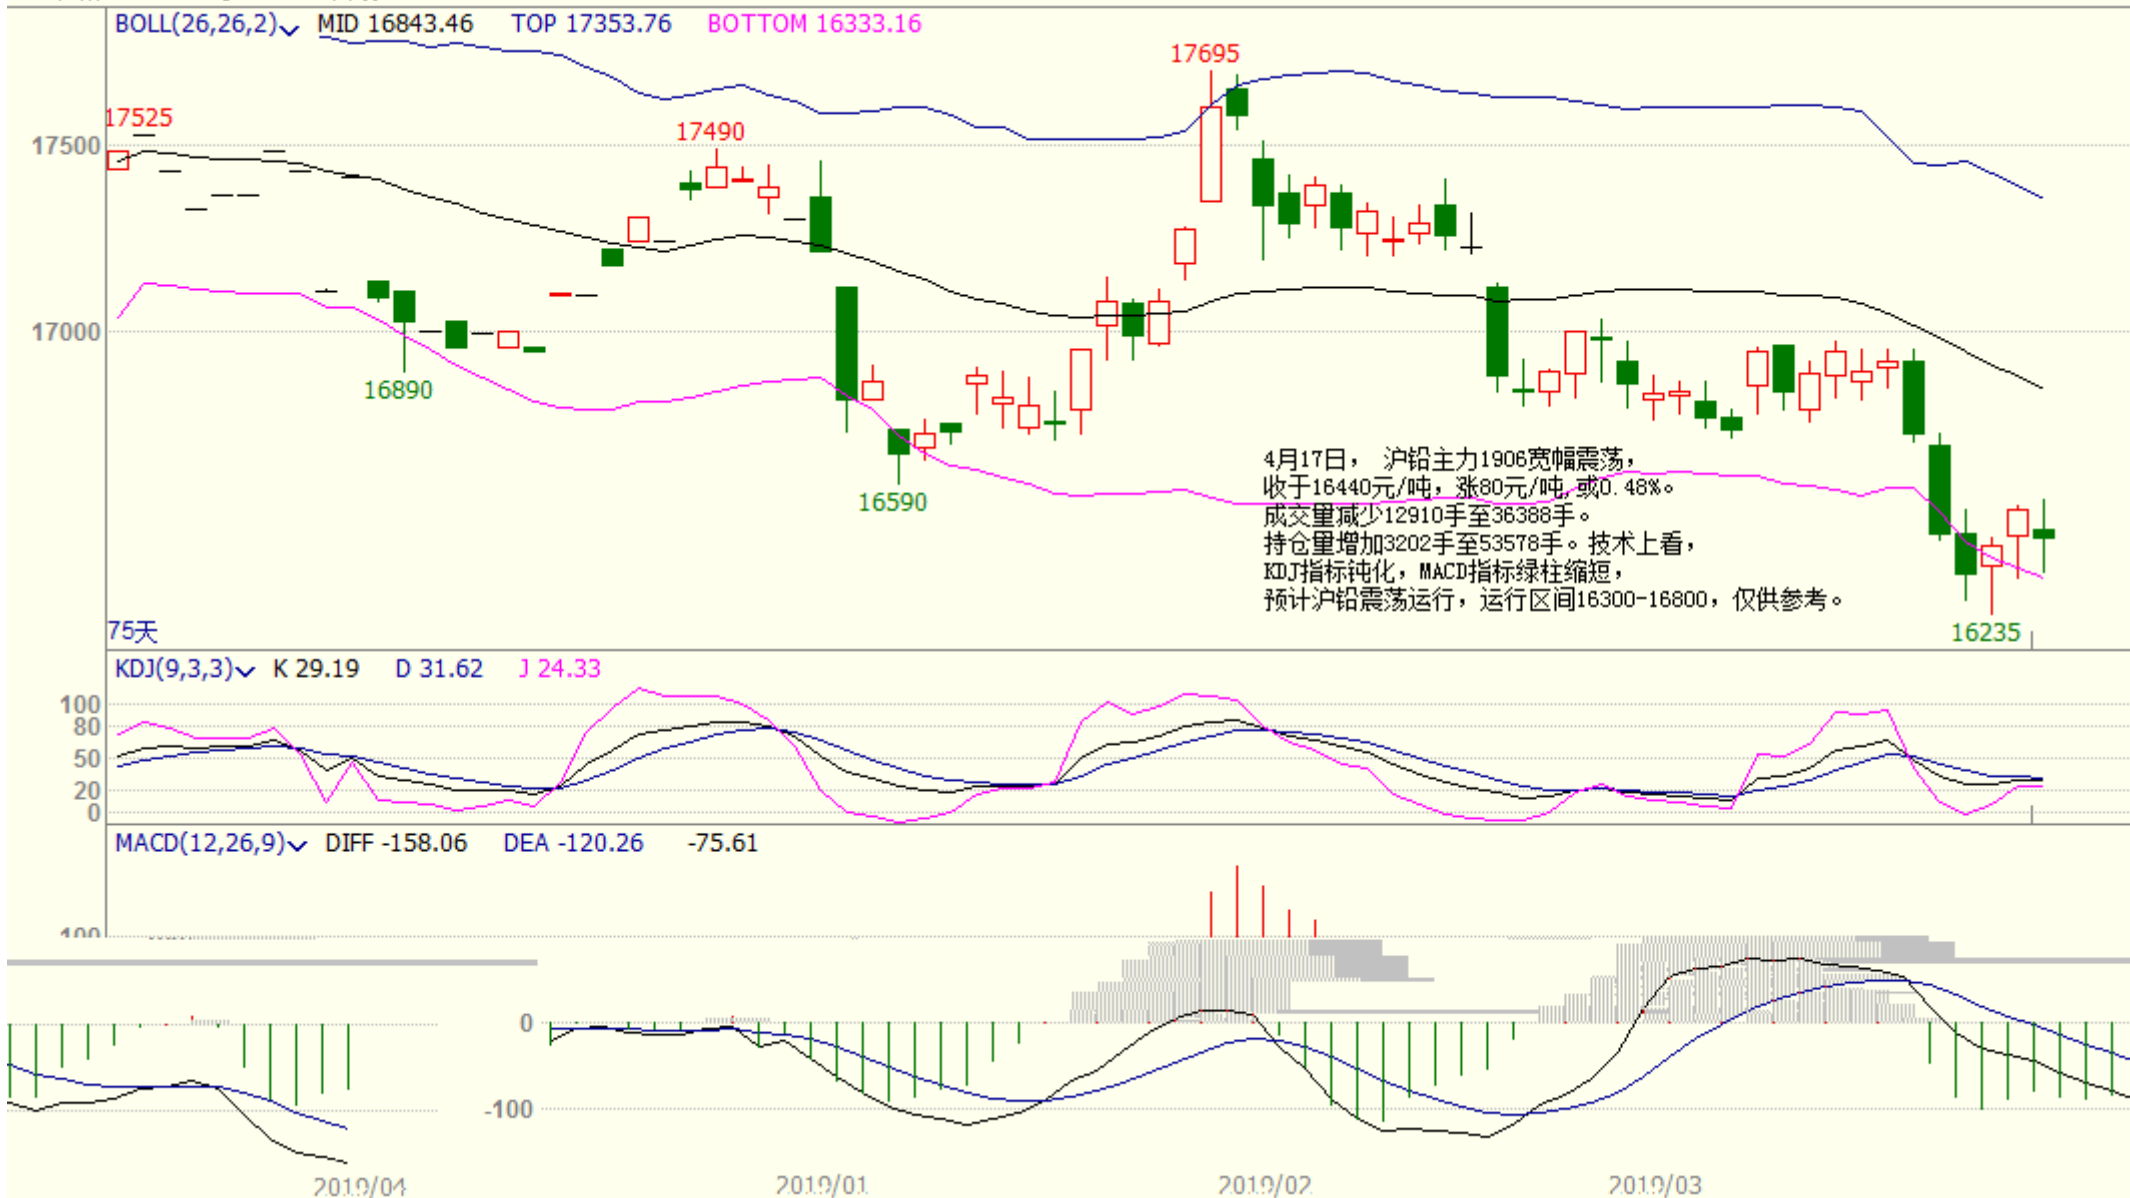 BOLL(26,26,2) MID 16843.46 TOP 17353.76 BOTTOM 16333.16
17695
17525
17490
17500
17000
16890
16590
4月17日， 沪铅主力1906宽幅震荡，
收于16440元/吨，涨80元/吨，或0.48%。
成交量减少12910手至36388手。
持仓量增加3202手至53578手。技术上看，
KDJ指标钝化，MACD指标绿柱缩短，
预计沪铅震荡运行，运行区间16300-16800，仅供参考。
75天
16235
KDJ(9,3,3) K 29.19 D 31.62 J 24.33
100
80
50
20
0
MACD(12,26,9) DIFF -158.06 DEA -120.26 -75.61
100
0
-100
2019/04 2019/01 2019/02 2019/03